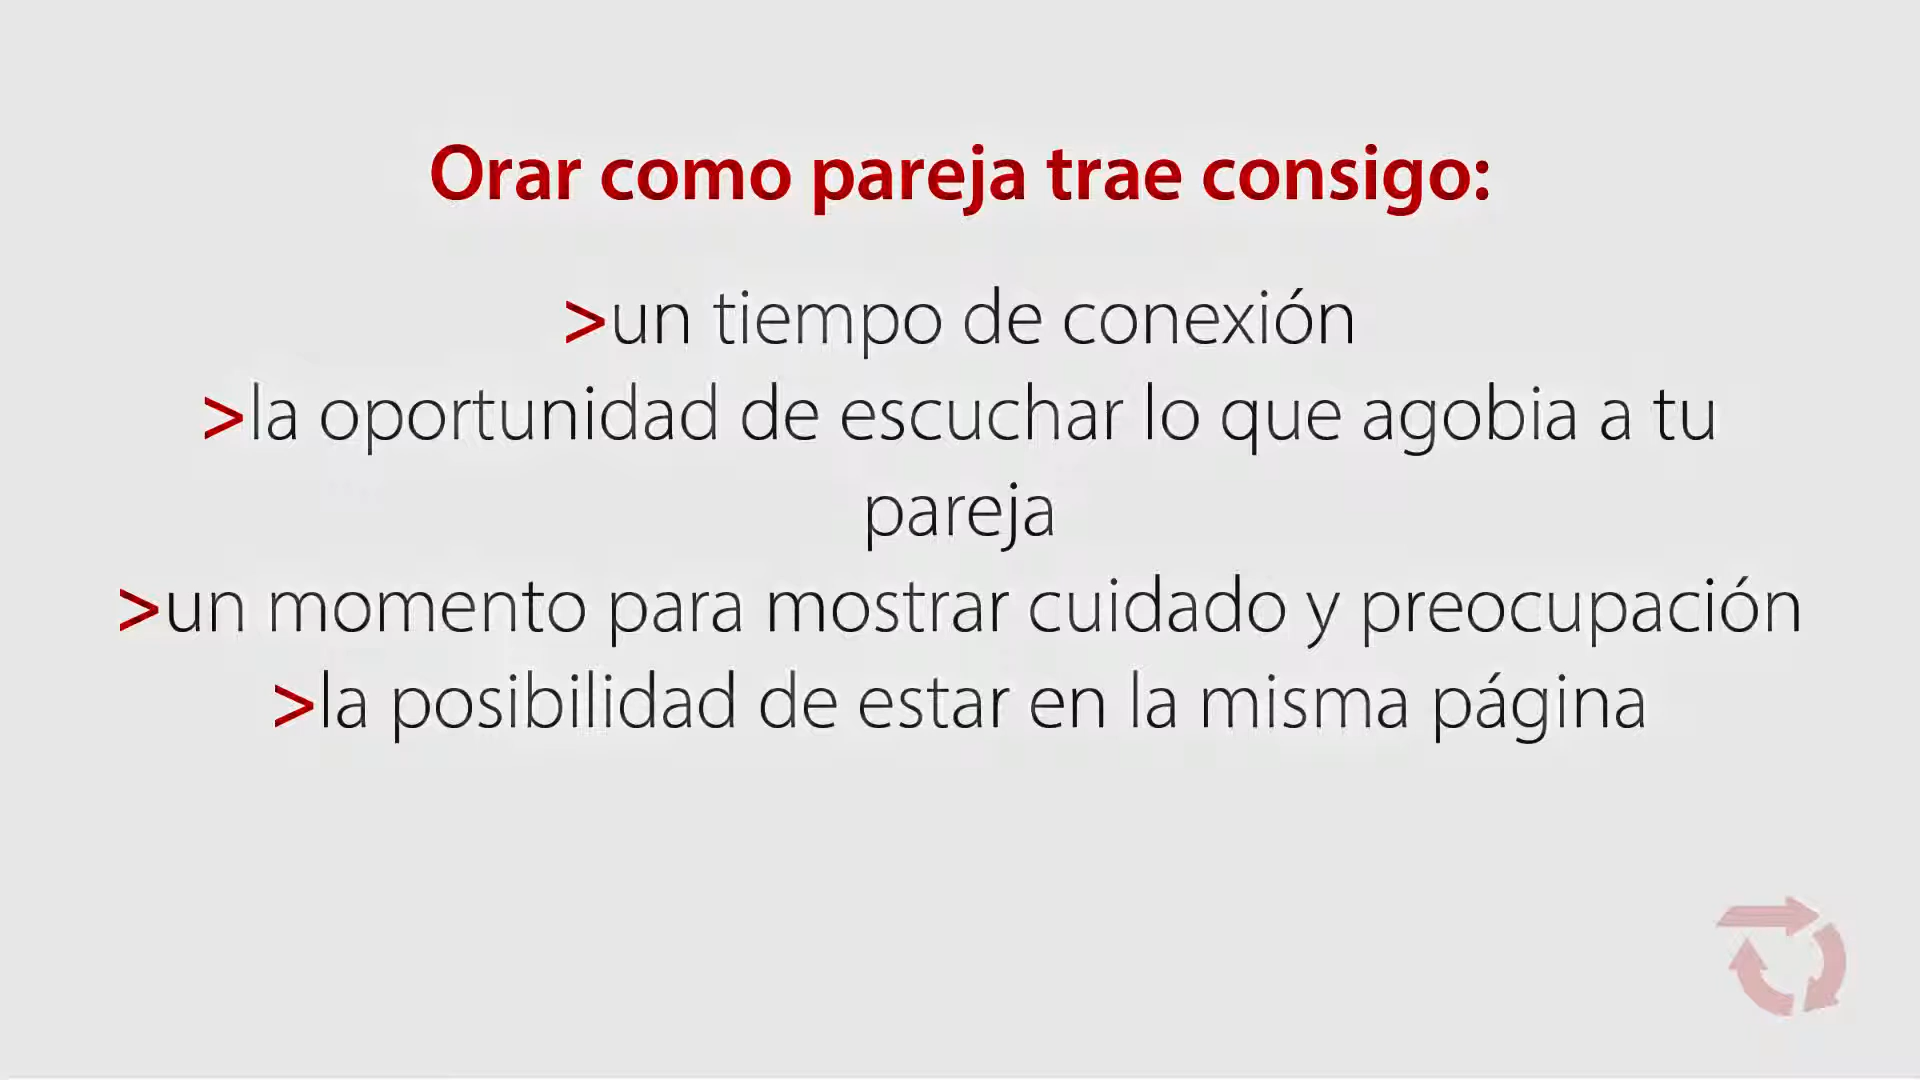 Orar como pareja trae consigo:
>un tiempo de conexión
>la oportunidad de escuchar lo que agobia a tu
pareja
>un momento para mostrar cuidado y preocupación
>la posibilidad de estar en la misma página